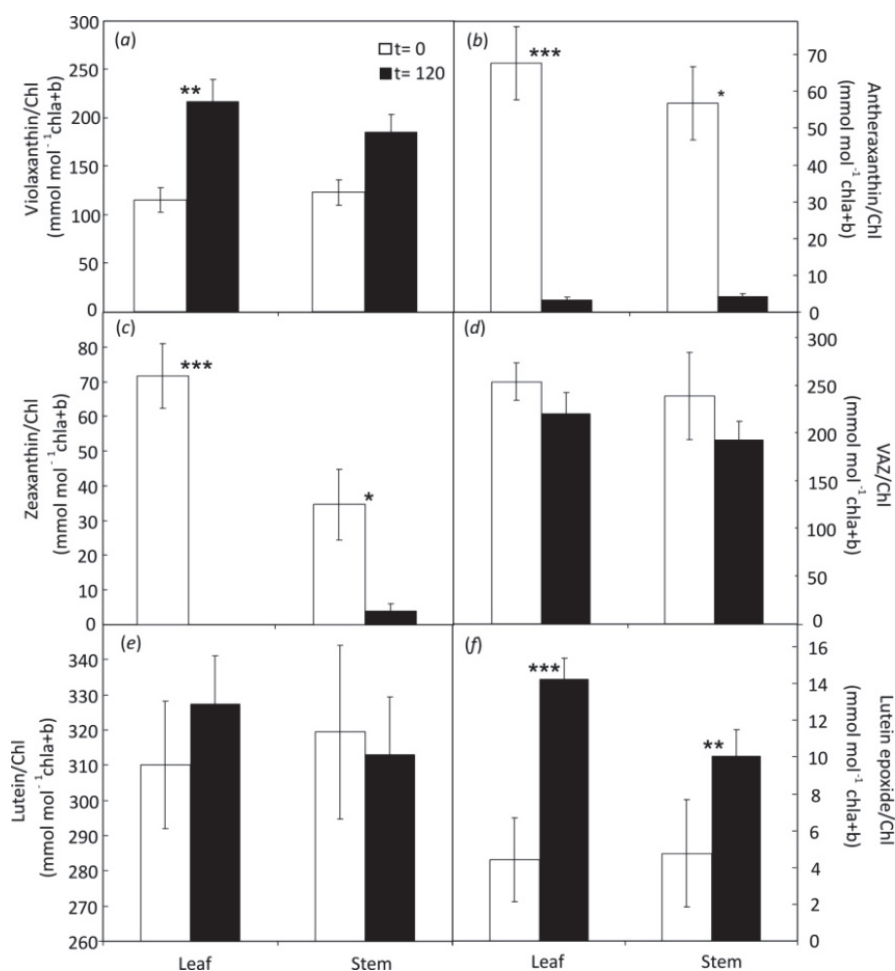 (a)
t= 0
t= 120
**
Violaxanthin/Chl
(mmol mol⁻¹chla+b)
300
250
200
150
100
50
0
(b)
***
*
70
60
50
40
30
20
10
0
Antheraxanthin/Chl
(mmol mol⁻¹ chla+b)
(c)
***
*
Zeaxanthin/Chl
(mmol mol⁻¹chla+b)
80
70
60
50
40
30
20
10
0
(d)
300
250
200
150
100
50
0
VAZ/Chl
(mmol mol⁻¹ chla+b)
(e)
Lutein/Chl
(mmol mol⁻¹chla+b)
340
330
320
310
300
290
280
270
260
Leaf
Stem
(f)
***
**
16
14
12
10
8
6
4
2
0
Lutein epoxide/Chl
(mmol mol⁻¹ chla+b)
Leaf
Stem